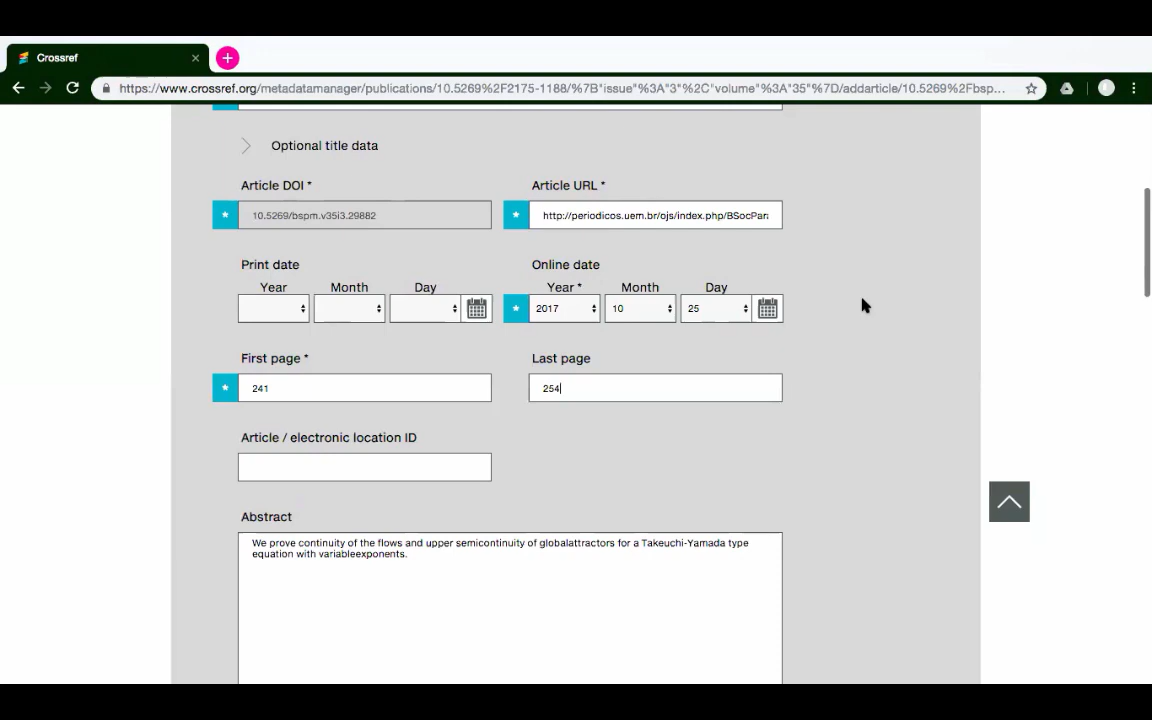 Crossref
https://www.crossref.org/metadatamanager/publications/10.5269%2F2175-1188/%7B"issue"%3A"3"%2C"volume"%3A"35"%7D/addarticle/10.5269%2Fbsp...
Optional title data
Article DOI * Article URL *
* 10.5269/bspm.v35i3.29882 * http://periodicos.uem.br/ojs/index.php/BSocPar
Print date Online date
Year Month Day Year * Month Day
* 2017 10 25
First page * Last page
* 241 254
Article / electronic location ID
Abstract
We prove continuity of the flows and upper semicontinuity of globalattractors for a Takeuchi-Yamada type
equation with variableexponents.